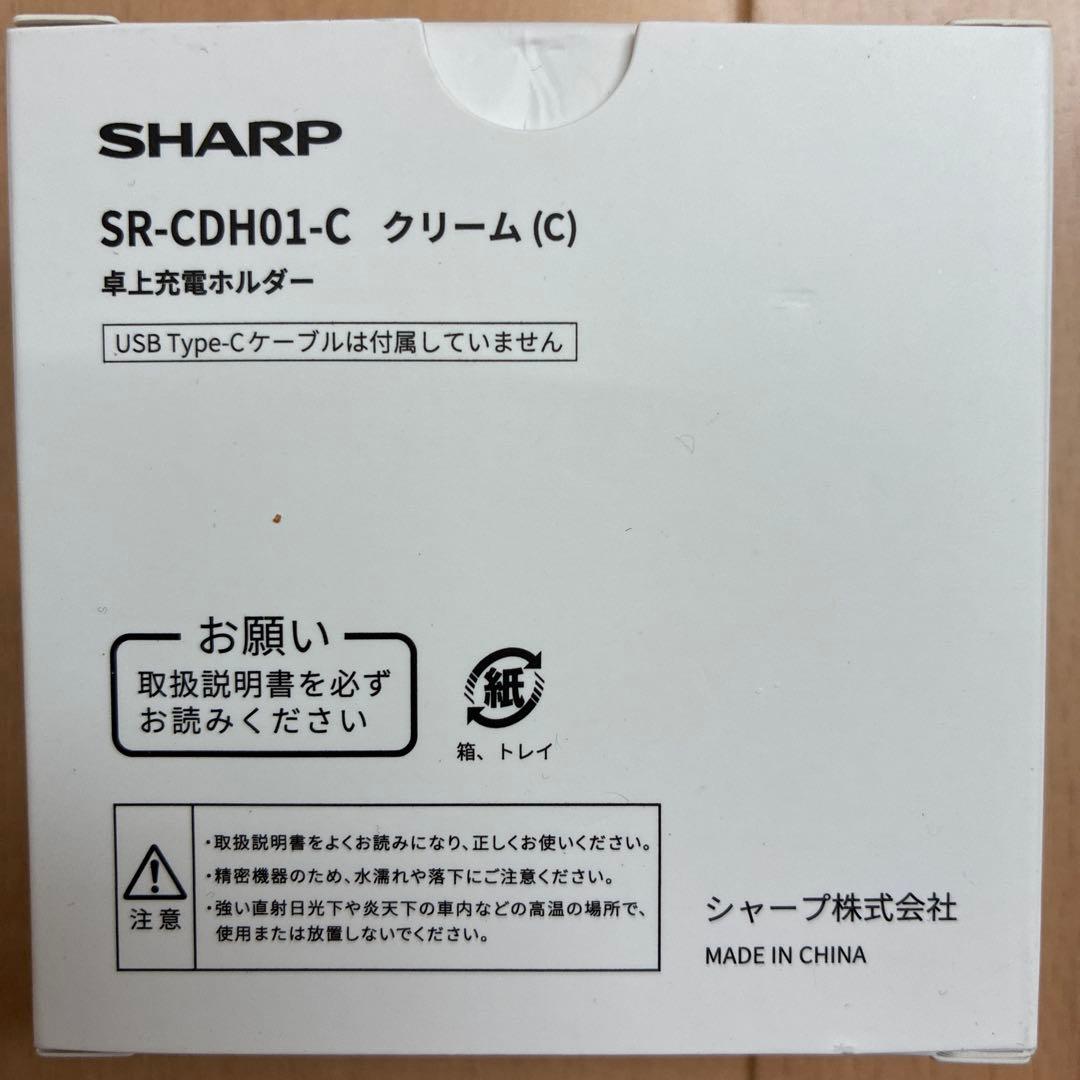 SHARP
SR-CDH01-C クリーム(C)
卓上充電ホルダー
USB Type-Cケーブルは付属していません
お願い
取扱説明書を必ず
お読みください
紙
箱、トレイ
注意
・取扱説明書をよくお読みになり、正しくお使いください。
・精密機器のため、水濡れや落下にご注意ください。
・強い直射日光下や炎天下の車内などの高温の場所で、
使用または放置しないでください。
シャープ株式会社
MADE IN CHINA